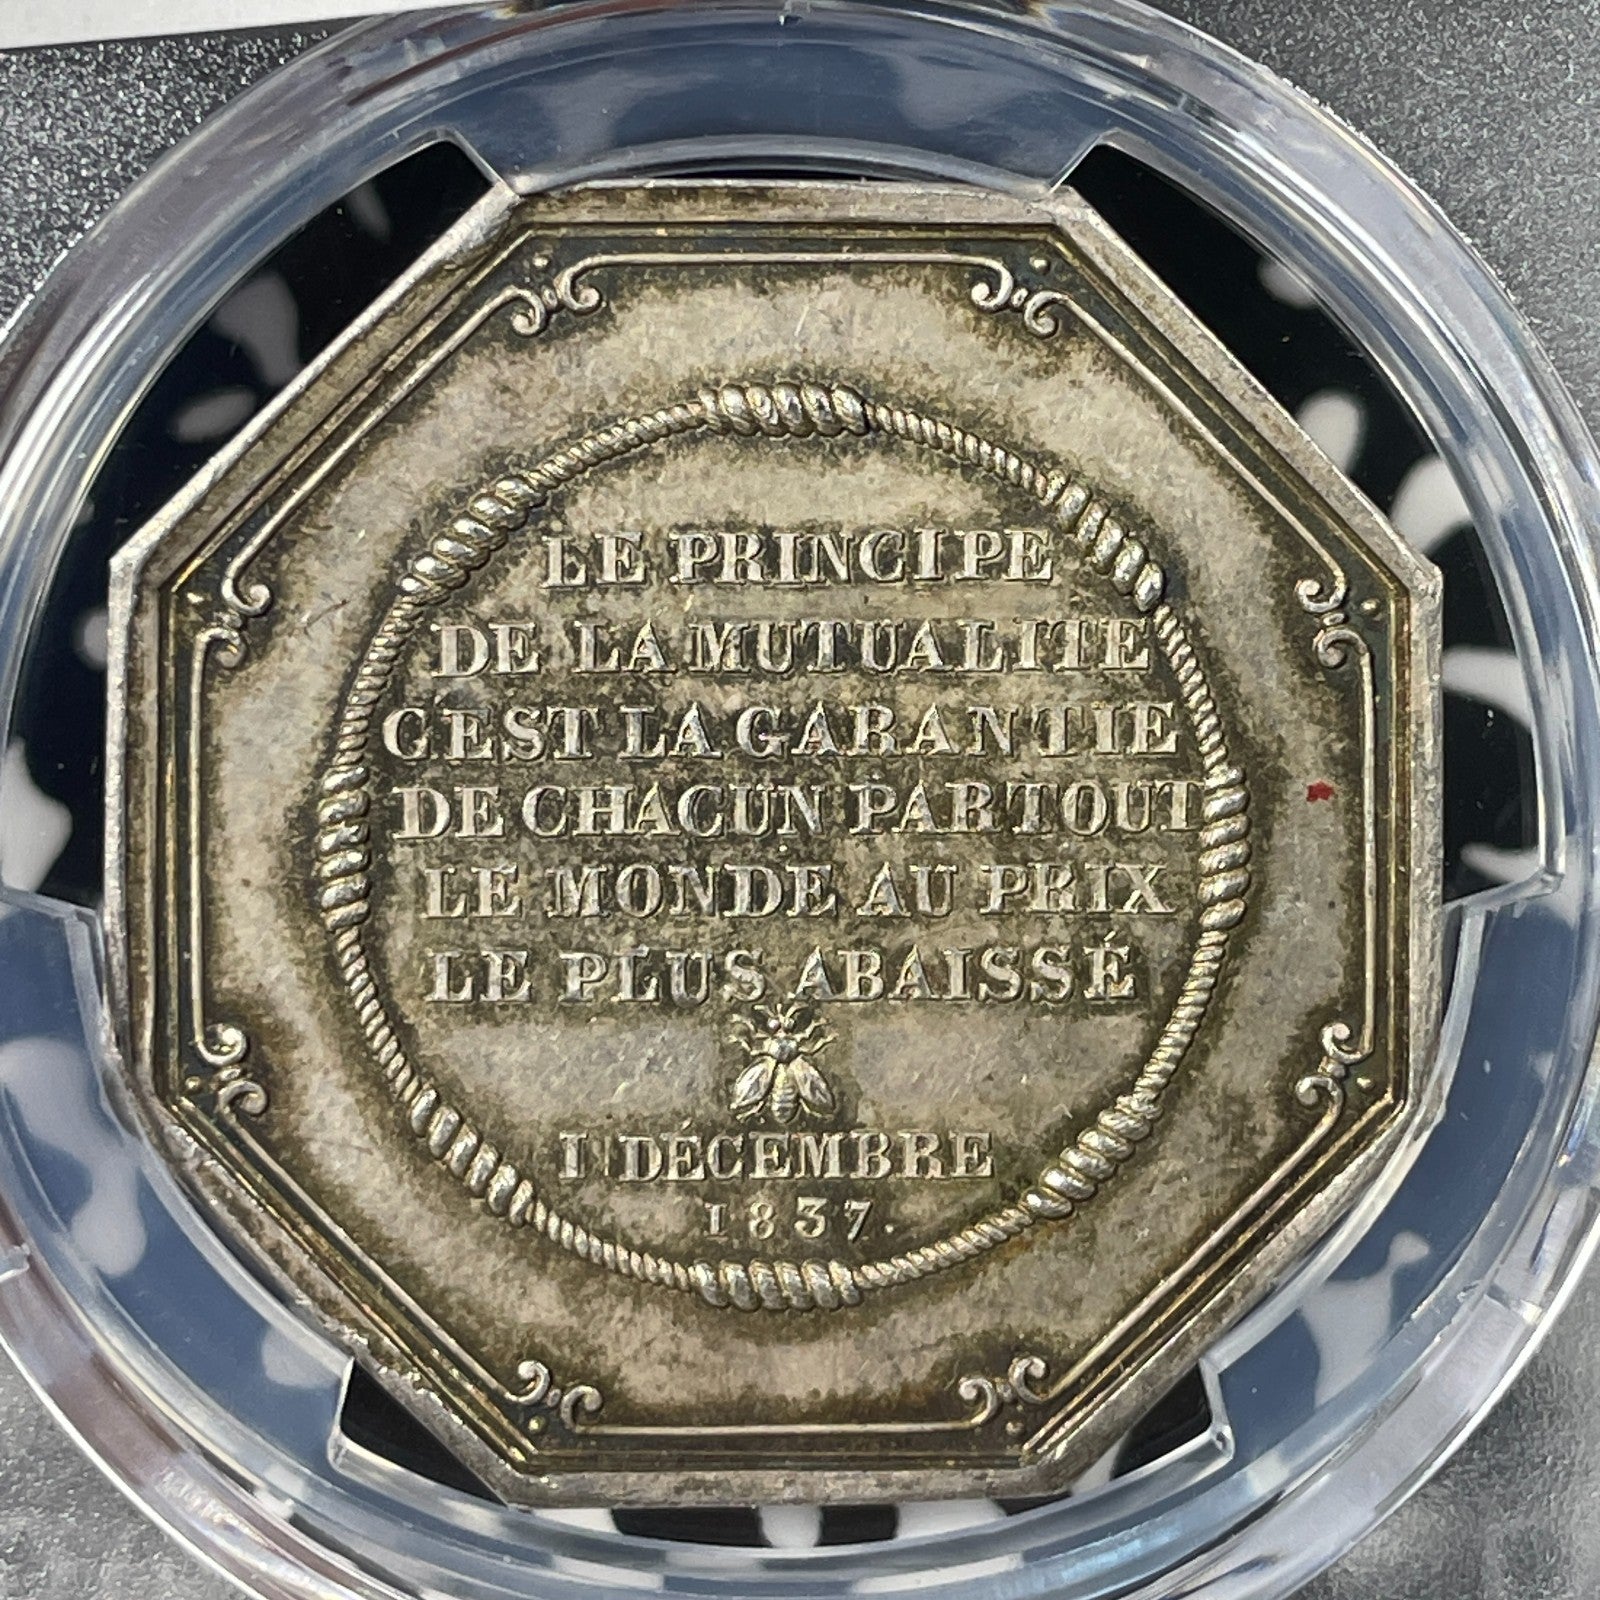 LE PRINCIPE
DE LA MUTUALITE
C'EST LA GARANTIE
DE CHACUN PARTOUT
LE MONDE AU PRIX
LE PLUS ABAISSÉ
I DÉCEMBRE
1837.